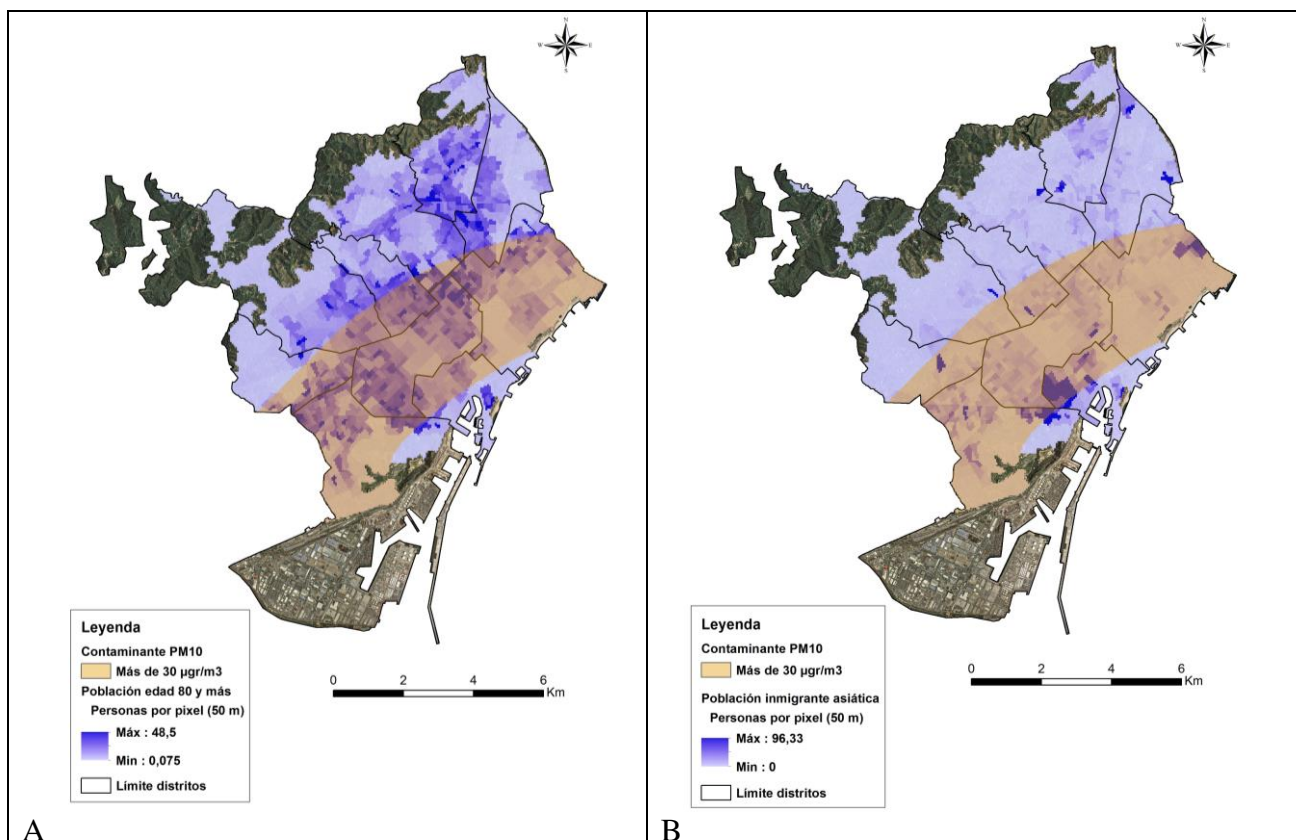 N
W E
S
Leyenda
Contaminante PM10
Más de 30 µgr/m3
Población edad 80 y más
Personas por pixel (50 m)
Máx : 48,5
Min : 0,075
Límite distritos
0 2 4 6
Km
A
N
W E
S
Leyenda
Contaminante PM10
Más de 30 µgr/m3
Población inmigrante asiática
Personas por pixel (50 m)
Máx : 96,33
Min : 0
Límite distritos
0 2 4 6
Km
B